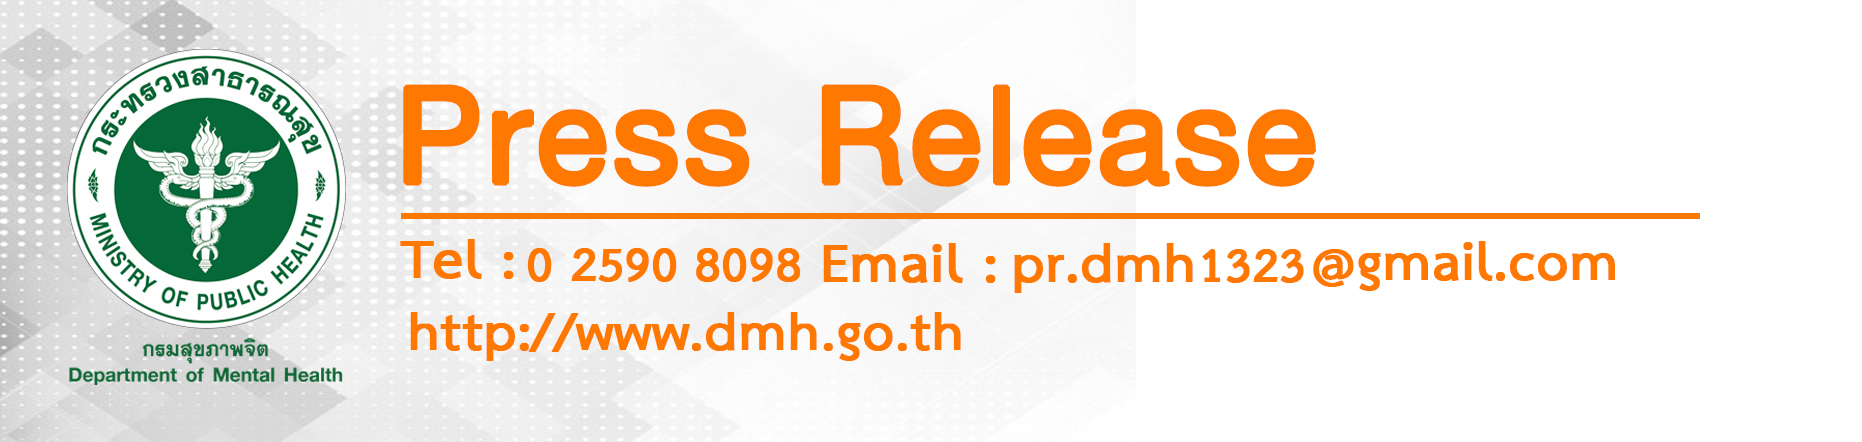 กระทรวงสาธารณสุข
MINISTRY OF PUBLIC HEALTH
กรมสุขภาพจิต
Department of Mental Health
Press Release
Tel : 0 2590 8098 Email : pr.dmh1323@gmail.com
http://www.dmh.go.th